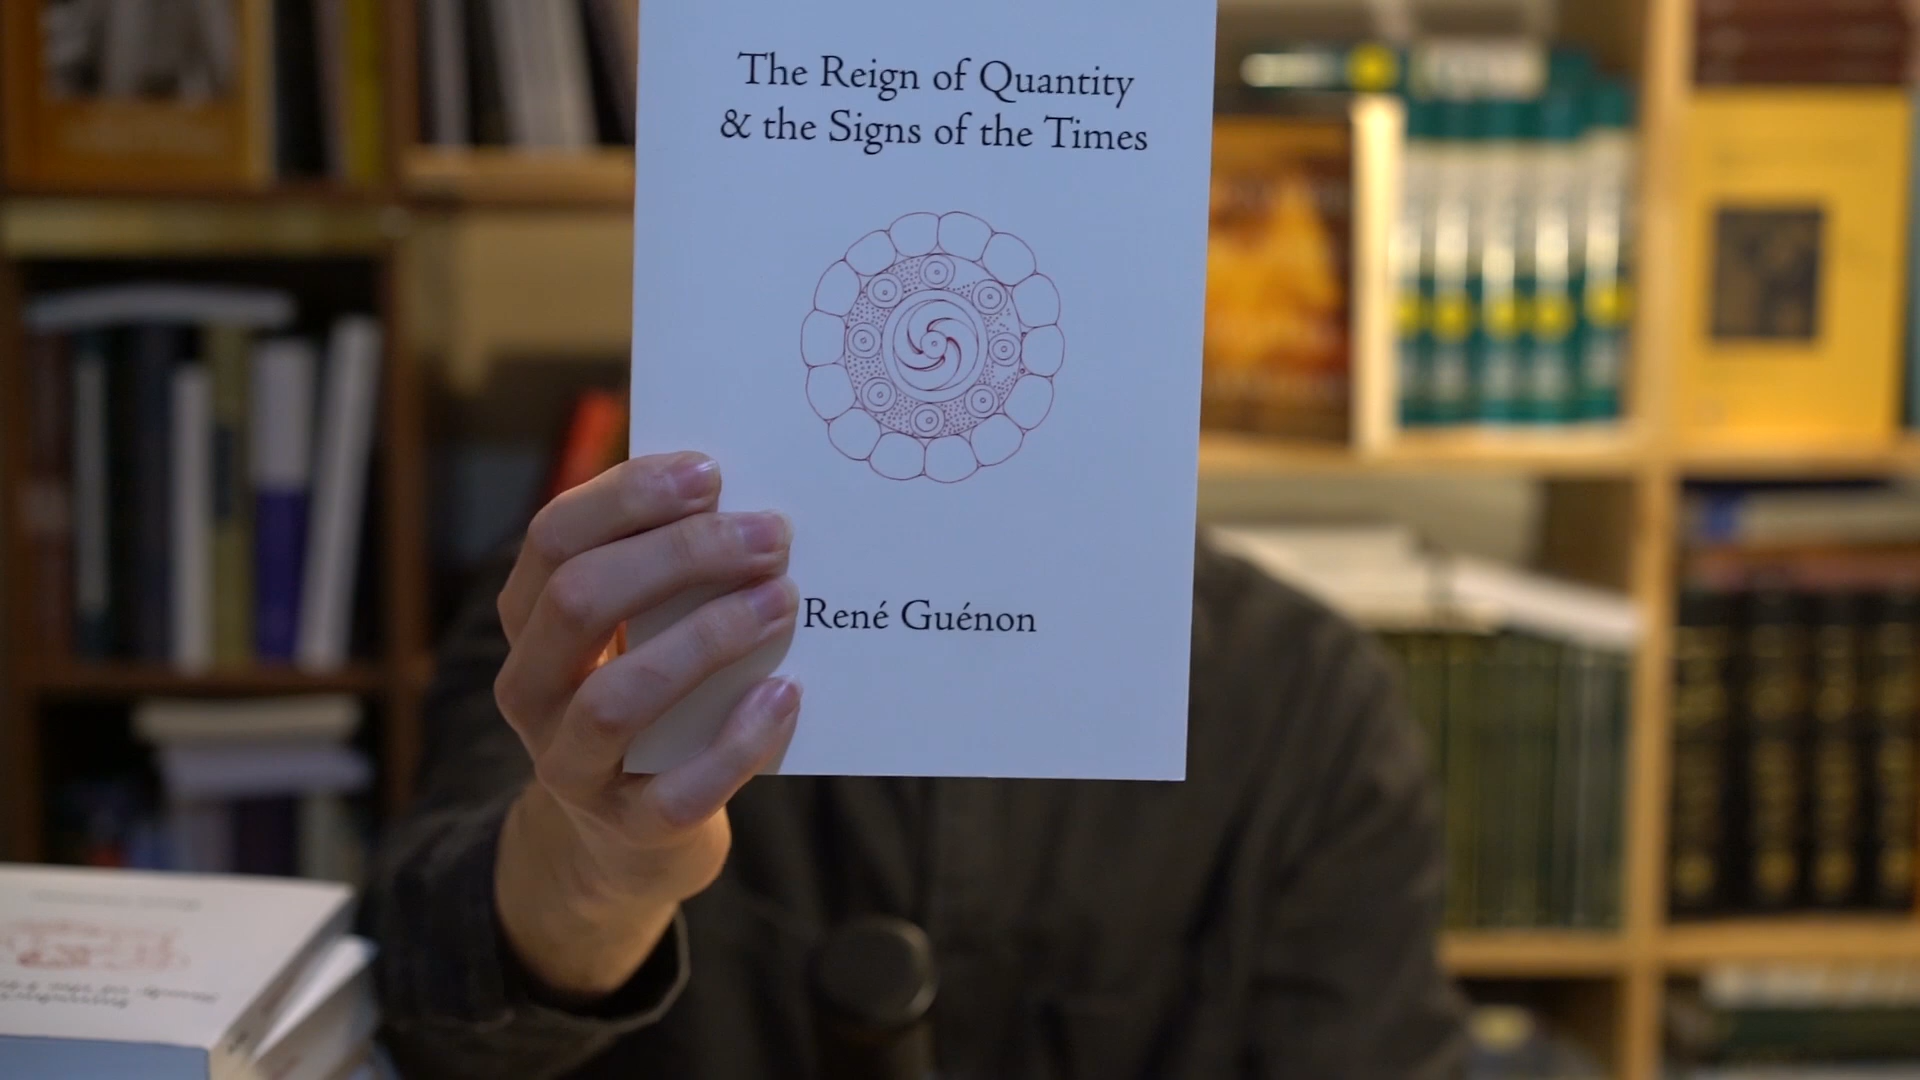 The Reign of Quantity
& the Signs of the Times
René Guénon